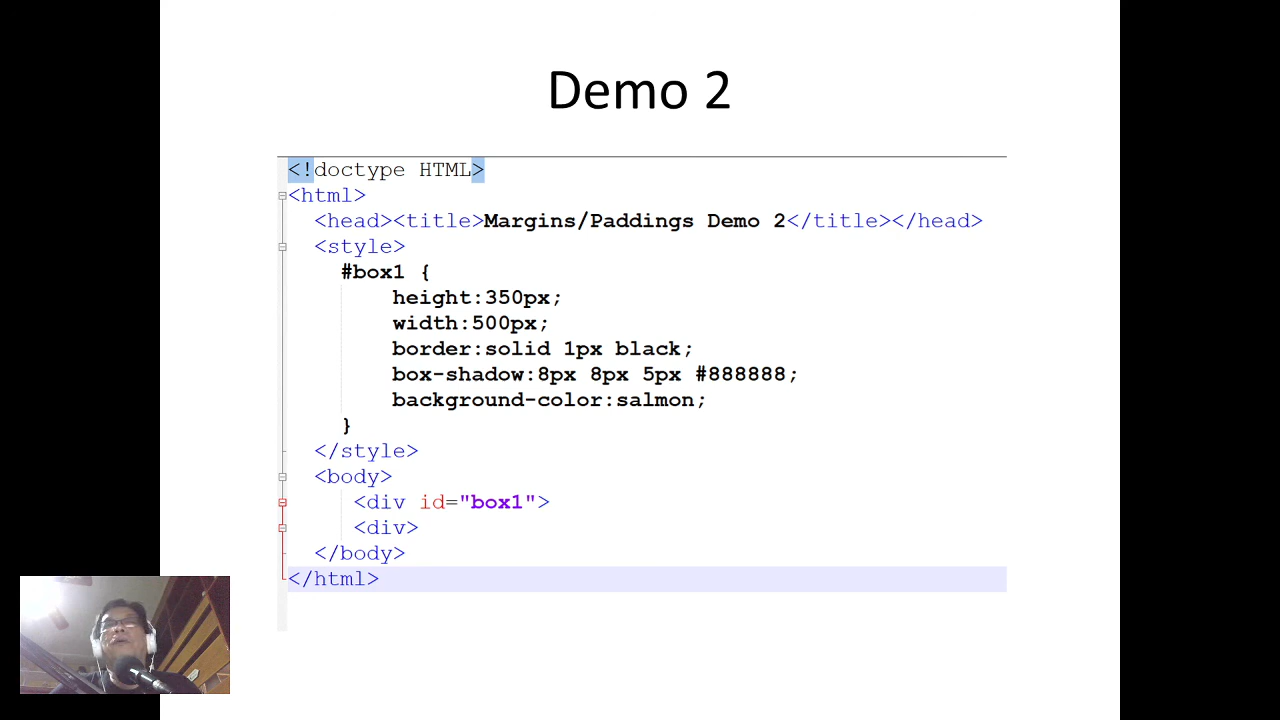 Demo 2
<!doctype HTML>
<html>
<head><title>Margins/Paddings Demo 2</title></head>
<style>
#box1 {
height:350px;
width:500px;
border:solid 1px black;
box-shadow:8px 8px 5px #888888;
background-color:salmon;
}
</style>
<body>
<div id="box1">
<div>
</body>
</html>